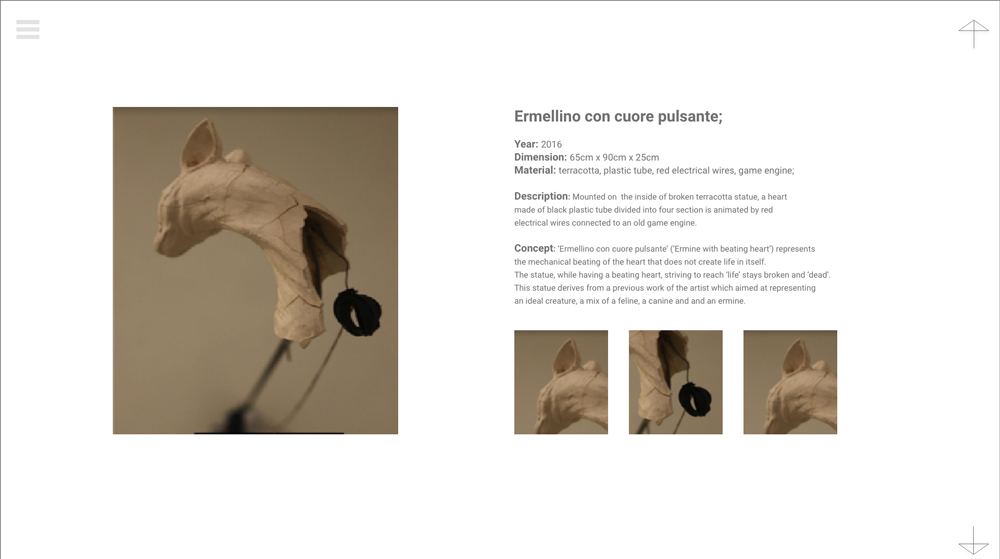 Ermellino con cuore pulsante;
Year: 2016
Dimension: 65cm x 90cm x 25cm
Material: terracotta, plastic tube, red electrical wires, game engine;
Description: Mounted on  the inside of broken terracotta statue, a heart
made of black plastic tube divided into four section is animated by red
electrical wires connected to an old game engine.
Concept: ‘Ermellino con cuore pulsante’ (‘Ermine with beating heart’) represents
the mechanical beating of the heart that does not create life in itself.
The statue, while having a beating heart, striving to reach ‘life’ stays broken and ‘dead’.
This statue derives from a previous work of the artist which aimed at representing
an ideal creature, a mix of a feline, a canine and and an ermine.